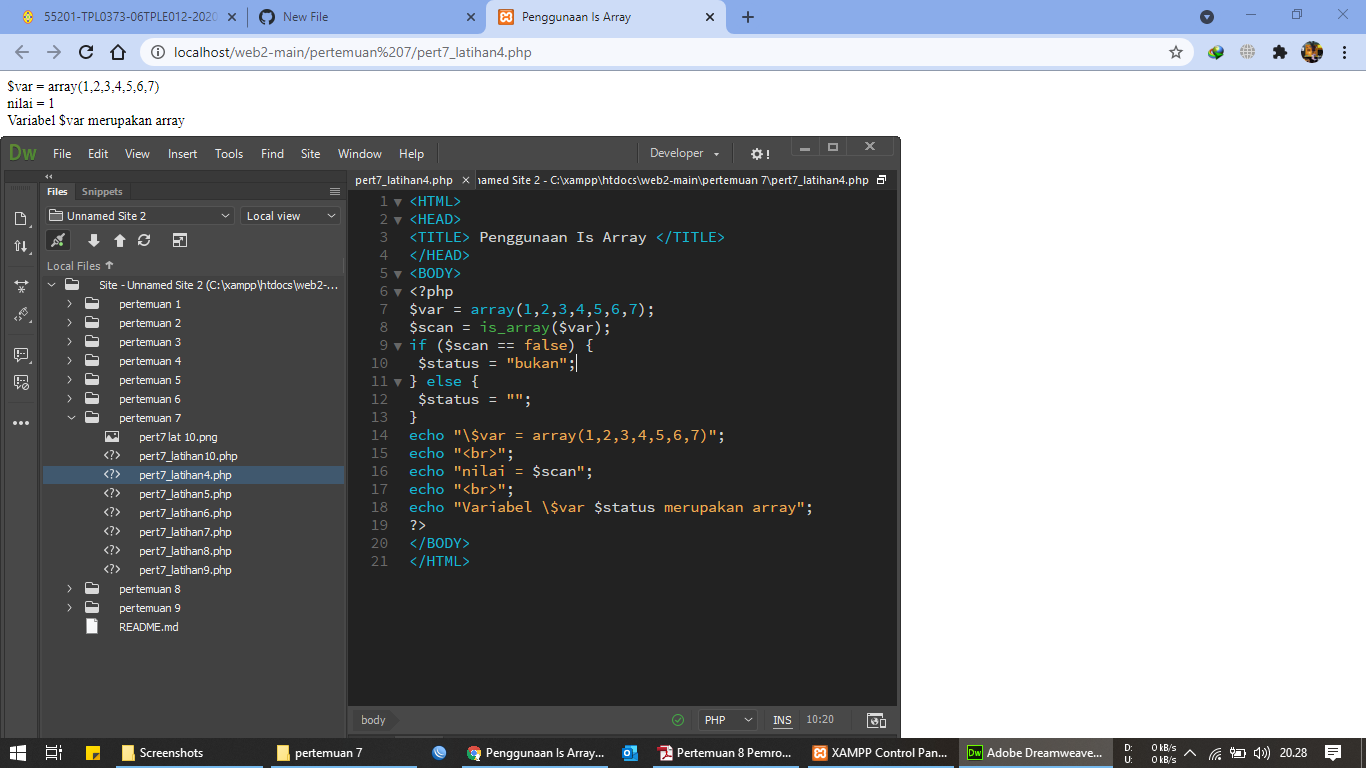 55201-TPL0373-06TPLE012-2020
New File
Penggunaan Is Array
localhost/web2-main/pertemuan%207/pert7_latihan4.php
$var = array(1,2,3,4,5,6,7)
nilai = 1
Variabel $var merupakan array
Dw File Edit View Insert Tools Find Site Window Help Developer
Files Snippets
pert7_latihan4.php
named Site 2 - C:\xampp\htdocs\web2-main\pertemuan 7\pert7_latihan4.php
Unnamed Site 2 Local view
Local Files
Site - Unnamed Site 2 (C:\xampp\htdocs\web2-...
pertemuan 1
pertemuan 2
pertemuan 3
pertemuan 4
pertemuan 5
pertemuan 6
pertemuan 7
pert7 lat 10.png
pert7_latihan10.php
pert7_latihan4.php
pert7_latihan5.php
pert7_latihan6.php
pert7_latihan7.php
pert7_latihan8.php
pert7_latihan9.php
pertemuan 8
pertemuan 9
README.md
1 <HTML>
2 <HEAD>
3 <TITLE> Penggunaan Is Array </TITLE>
4 </HEAD>
5 <BODY>
6 <?php
7 $var = array(1,2,3,4,5,6,7);
8 $scan = is_array($var);
9 if ($scan == false) {
10 $status = "bukan";
11 } else {
12 $status = "";
13 }
14 echo "\$var = array(1,2,3,4,5,6,7)";
15 echo "<br>";
16 echo "nilai = $scan";
17 echo "<br>";
18 echo "Variabel \$var $status merupakan array";
19 ?>
20 </BODY>
21 </HTML>
body
PHP INS 10:20
Screenshots
pertemuan 7
Penggunaan Is Array...
Pertemuan 8 Pemro...
XAMPP Control Pan...
Dw Adobe Dreamweave...
D: 0 kB/s
U: 0 kB/s
20.28